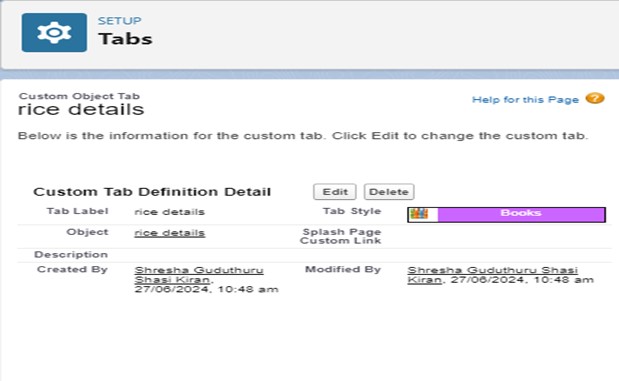 SETUP
Tabs
Custom Object Tab
rice details
Help for this Page ?
Below is the information for the custom tab. Click Edit to change the custom tab.
Custom Tab Definition Detail Edit Delete
Tab Label rice details Tab Style Books
Object rice details Splash Page
Custom Link
Description
Created By Shresha Guduthuru
Shasi Kiran,
27/06/2024, 10:48 am
Modified By Shresha Guduthuru Shasi
Kiran, 27/06/2024, 10:48 am